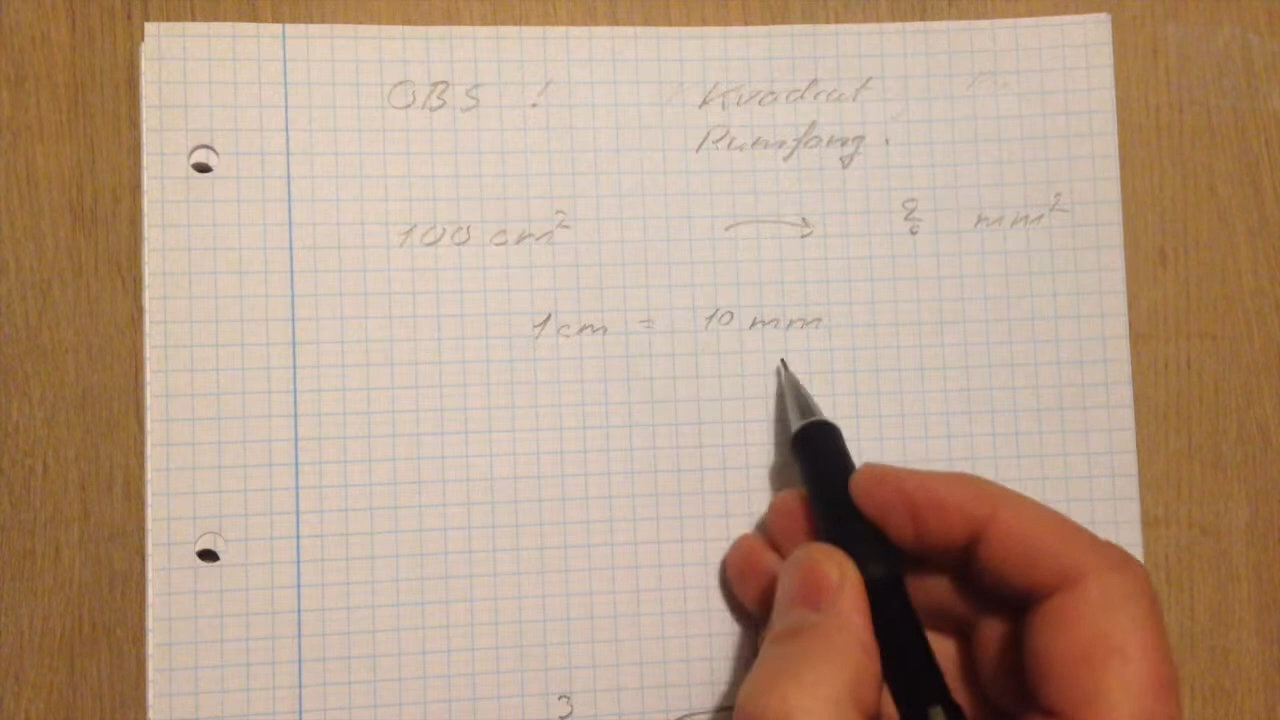 OBS ! Kvadrat
Rumfang.
100 cm² → ? mm²
1 cm = 10 mm
3